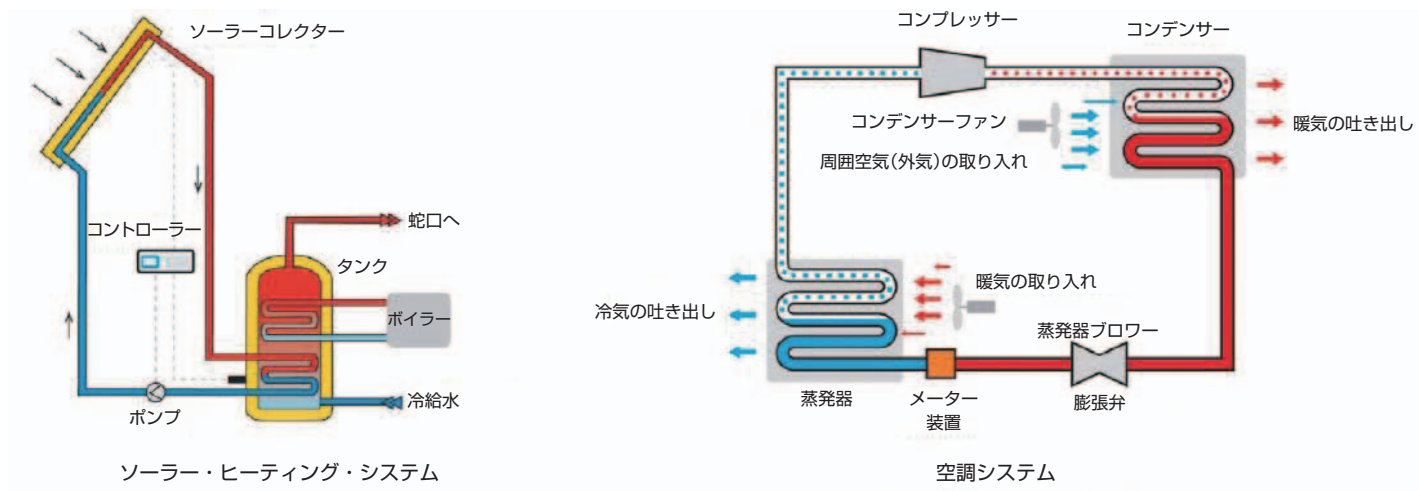 ソーラーコレクター
コントローラー
蛇口へ
タンク
ボイラー
ポンプ
冷給水
ソーラー・ヒーティング・システム
コンプレッサー
コンデンサー
コンデンサーファン
周囲空気(外気)の取り入れ
暖気の吐き出し
暖気の取り入れ
冷気の吐き出し
蒸発器ブロワー
蒸発器
メーター
装置
膨張弁
空調システム